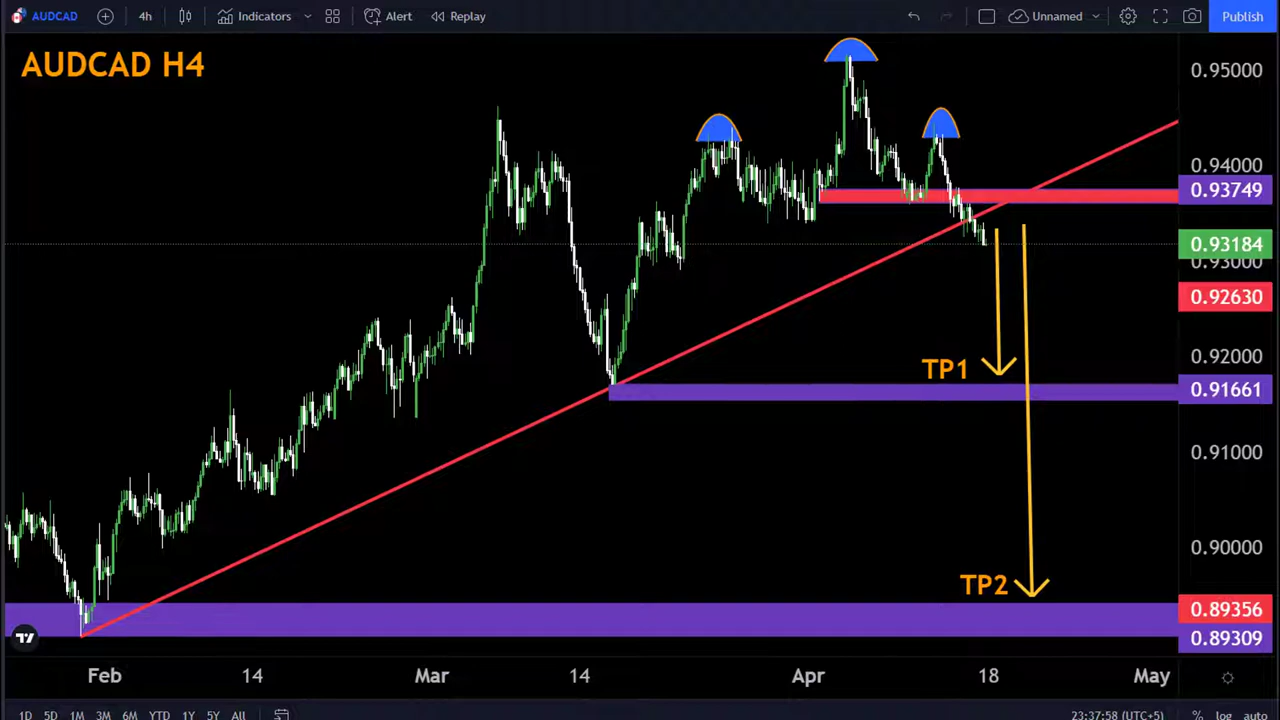 AUDCAD 4h Indicators Alert Replay Unnamed Publish
AUDCAD H4
0.95000
0.94000
0.93749
0.93184
0.93000
0.92630
0.92000
TP1
0.91661
0.91000
0.90000
TP2
0.89356
0.89309
Feb 14 Mar 14 Apr 18 May
1D 5D 1M 3M 6M YTD 1Y 5Y All 23:37:58 (UTC+5) % log auto